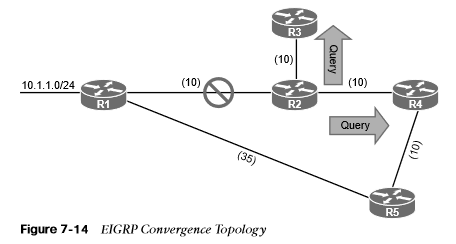 R3
Query
(10)
10.1.1.0/24
(10)
(10)
R1
R2
R4
Query
(35)
(10)
R5
Figure 7-14 EIGRP Convergence Topology